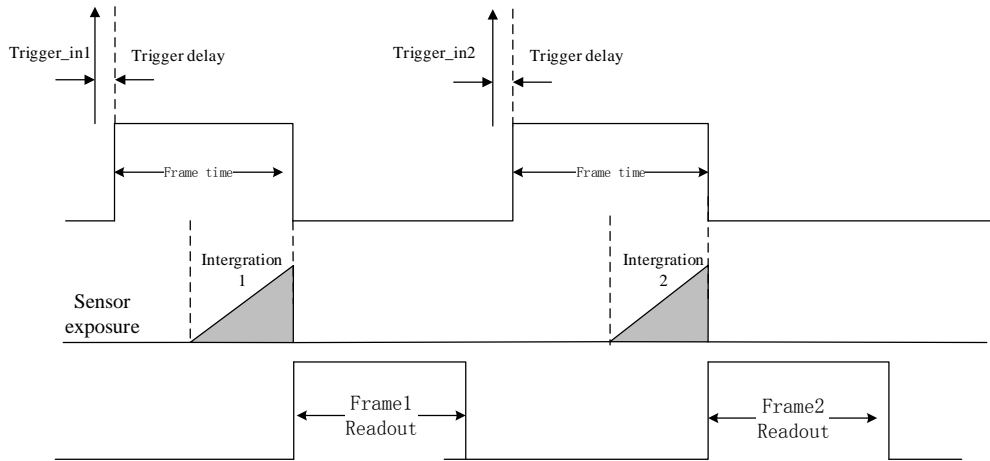 Trigger_in1
Trigger delay
Trigger_in2
Trigger delay
Frame time
Frame time
Intergration
1
Intergration
2
Sensor
exposure
Frame1
Readout
Frame2
Readout